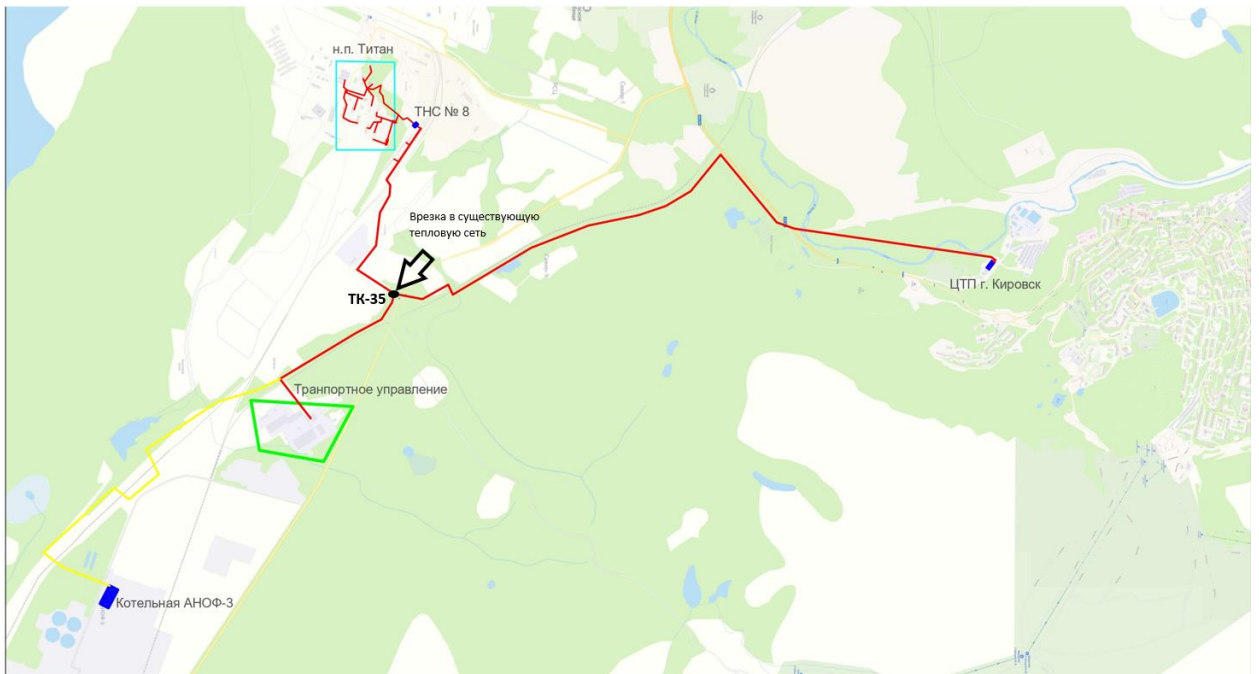 н.п. Титан
ТНС № 8
Врезка в существующую
тепловую сеть
ТК-35
ЦТП г. Кировск
Транпортное управление
Котельная АНОФ-3